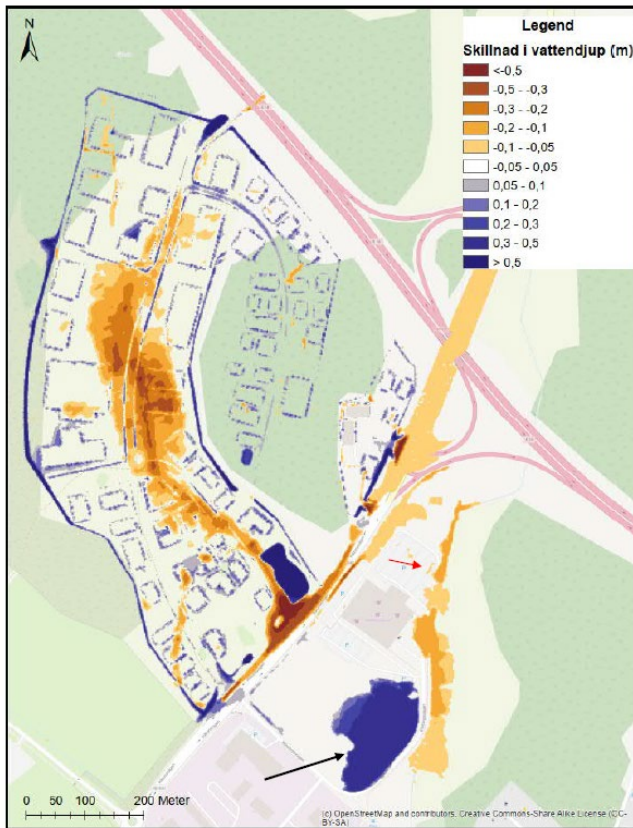 N
Legend
Skillnad i vattendjup (m)
<-0,5
-0,5 - -0,3
-0,3 - -0,2
-0,2 - -0,1
-0,1 - -0,05
-0,05 - 0,05
0,05 - 0,1
0,1 - 0,2
0,2 - 0,3
0,3 - 0,5
> 0,5
0 50 100 200 Meter
(c) OpenStreetMap and contributors, Creative Commons-Share Alike License (CC-
BY-SA)